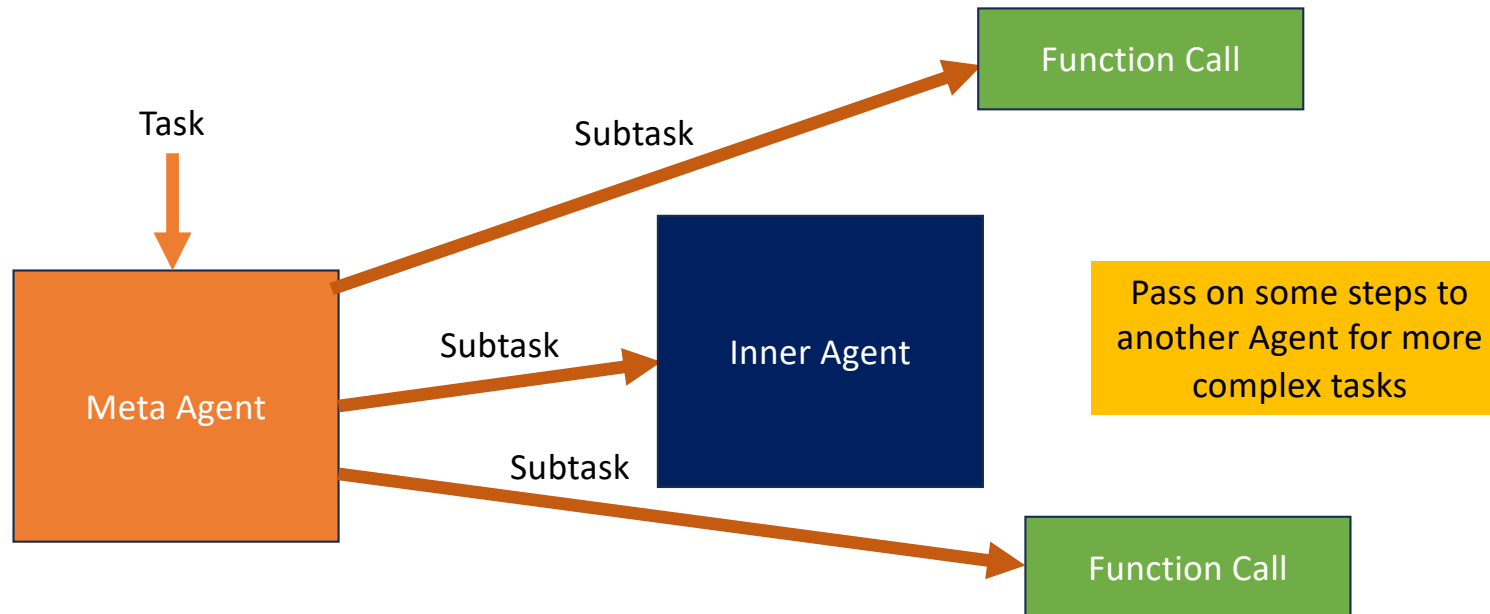 Function Call
Task
Subtask
Inner Agent
Pass on some steps to
another Agent for more
complex tasks
Subtask
Meta Agent
Subtask
Function Call